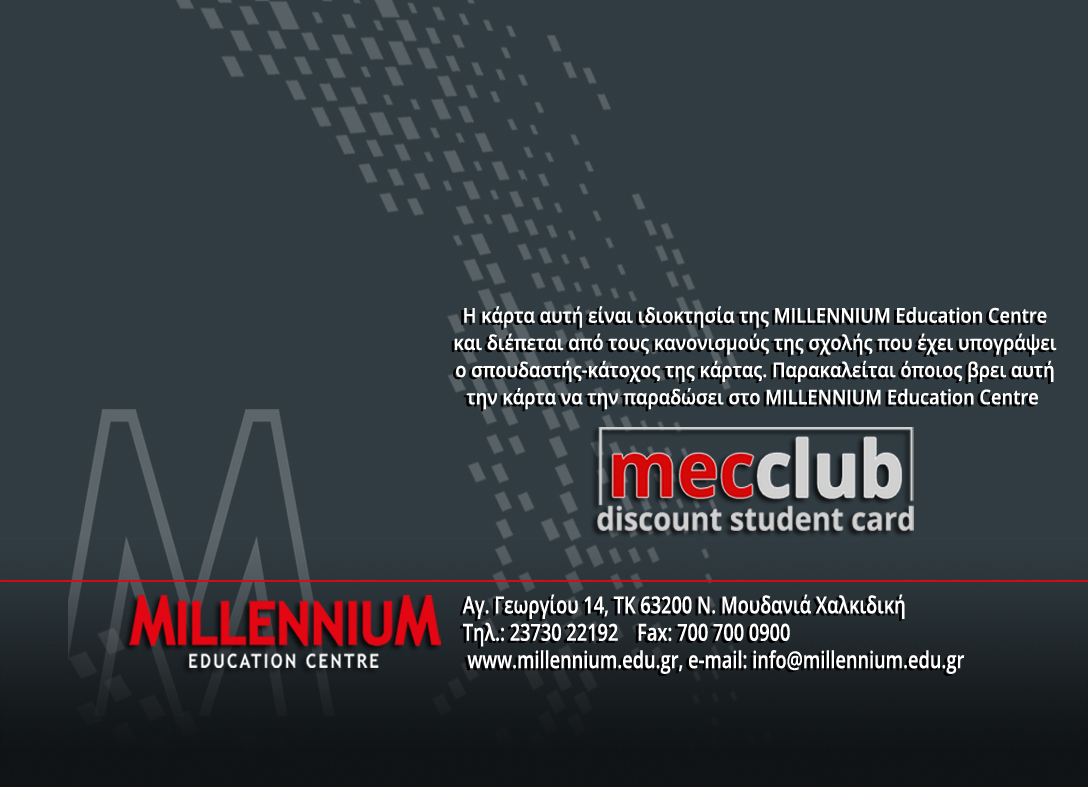 Η κάρτα αυτή είναι ιδιοκτησία της MILLENNIUM Education Centre
και διέπεται από τους κανονισμούς της σχολής που έχει υπογράψει
ο σπουδαστής-κάτοχος της κάρτας. Παρακαλείται όποιος βρει αυτή
την κάρτα να την παραδώσει στο MILLENNIUM Education Centre
mecclub
discount student card
MILLENNIUM
EDUCATION CENTRE
Αγ. Γεωργίου 14, ΤΚ 63200 Ν. Μουδανιά Χαλκιδική
Τηλ.: 23730 22192 Fax: 700 700 0900
www.millennium.edu.gr, e-mail: info@millennium.edu.gr